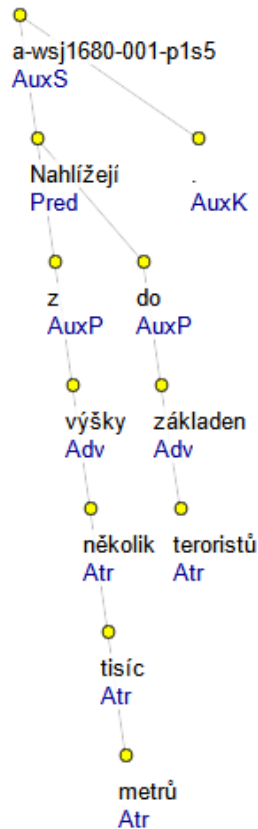 a-wsj1680-001-p1s5
AuxS
Nahlížejí .
Pred AuxK
z do
AuxP AuxP
výšky základen
Adv Adv
několik teroristů
Atr Atr
tisíc
Atr
metrů
Atr